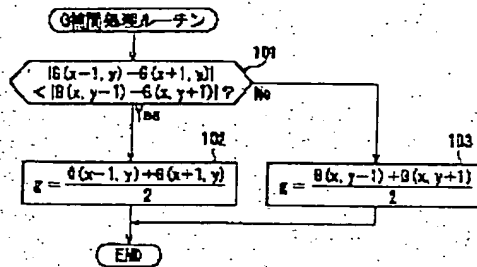 G補間処理ルーチン
101
|G(x-1, y) -G(x+1, y)|
< |G(x, y-1) -G(x, y+1)| ?
No
Yes
102
g = G(x-1, y)+G(x+1, y) / 2
103
g = G(x, y-1)+G(x, y+1) / 2
END